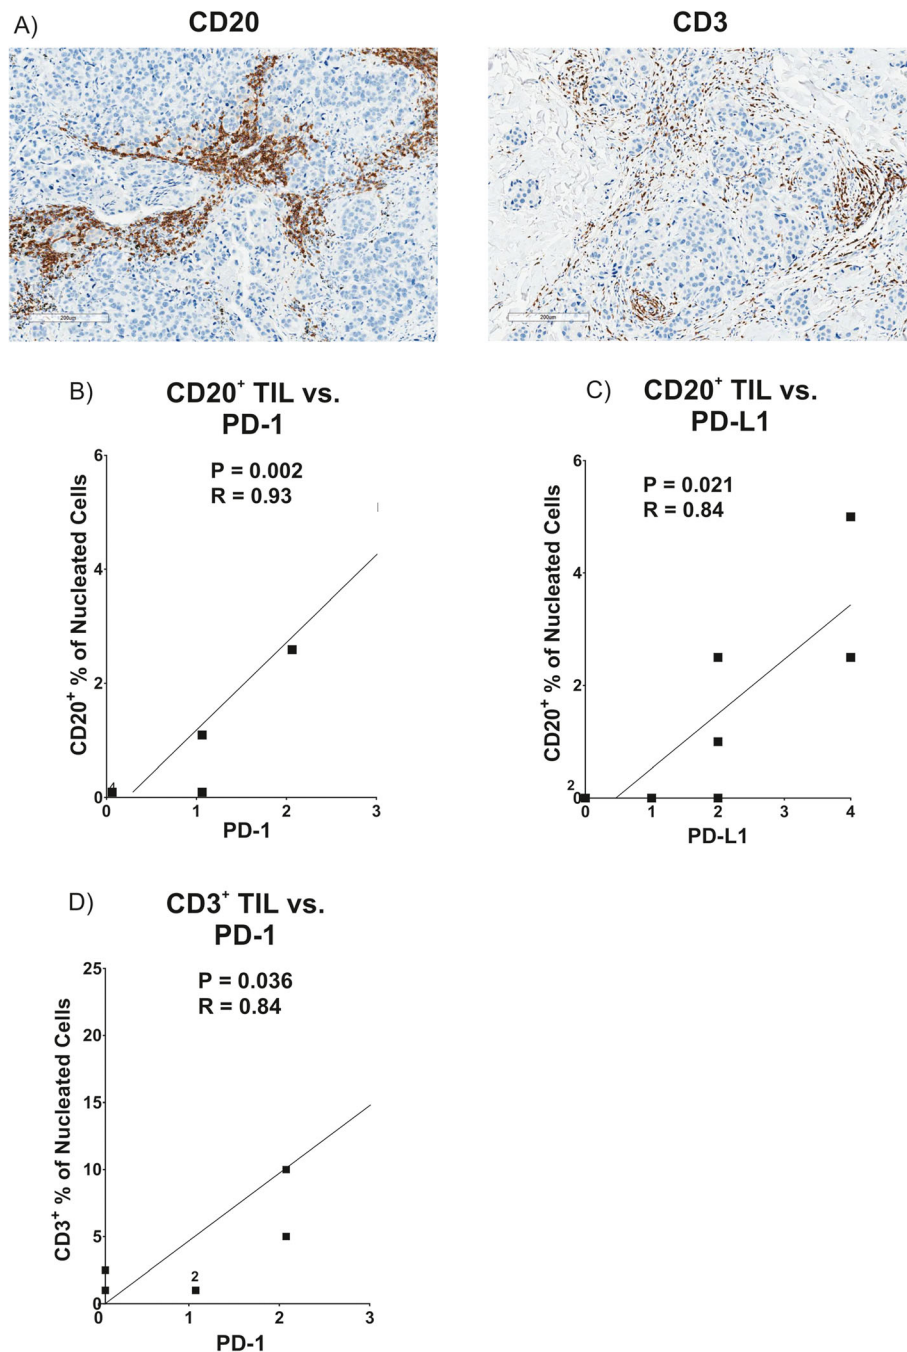 A)
CD20
CD3
200um
200um
B)
CD20⁺ TIL vs.
PD-1
P = 0.002
R = 0.93
CD20⁺ % of Nucleated Cells
6
4
2
0
4
0
1
2
3
PD-1
C)
CD20⁺ TIL vs.
PD-L1
P = 0.021
R = 0.84
CD20⁺ % of Nucleated Cells
6
4
2
0
2
0
1
2
3
4
PD-L1
D)
CD3⁺ TIL vs.
PD-1
P = 0.036
R = 0.84
CD3⁺ % of Nucleated Cells
25
20
15
10
5
0
2
0
1
2
3
PD-1